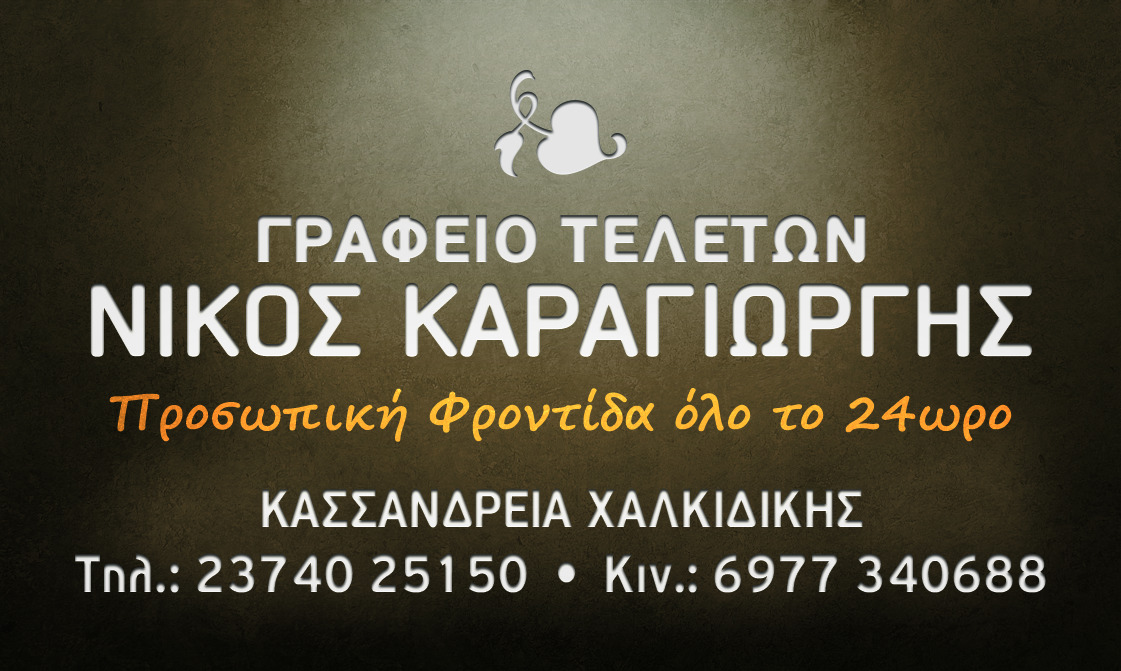 ΓΡΑΦΕΙΟ ΤΕΛΕΤΩΝ
ΝΙΚΟΣ ΚΑΡΑΓΙΩΡΓΗΣ
Προσωπική Φροντίδα όλο το 24ωρο
ΚΑΣΣΑΝΔΡΕΙΑ ΧΑΛΚΙΔΙΚΗΣ
Τηλ.: 23740 25150 • Κιν.: 6977 340688